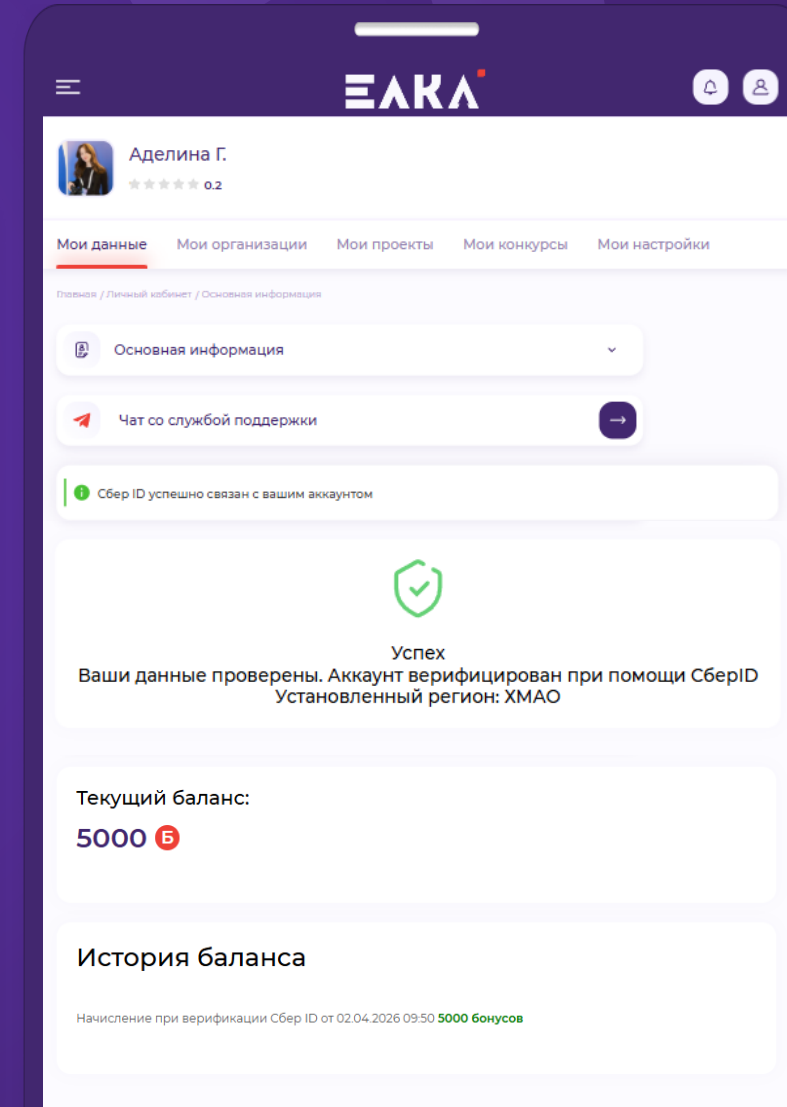 ЕЛКА
Аделина Г.
0.2
Мои данные Мои организации Мои проекты Мои конкурсы Мои настройки
Главная / Личный кабинет / Основная информация
Основная информация
Чат со службой поддержки
Сбер ID успешно связан с вашим аккаунтом
Успех
Ваши данные проверены. Аккаунт верифицирован при помощи СберID
Установленный регион: ХМАО
Текущий баланс:
5000 Б
История баланса
Начисление при верификации Сбер ID от 02.04.2026 09:50 5000 бонусов